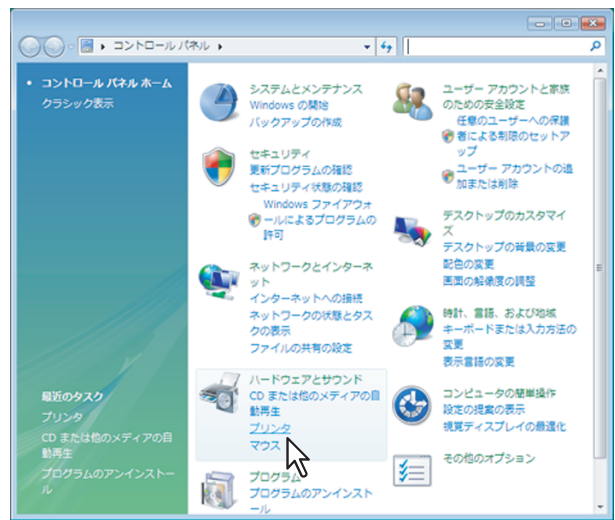 コントロール パネル
コントロール パネル ホーム
クラシック表示
最近のタスク
プリンタ
CD または他のメディアの自
動再生
プログラムのアンインストー
ル
システムとメンテナンス
Windows の開始
バックアップの作成
セキュリティ
更新プログラムの確認
セキュリティ状態の確認
Windows ファイアウォ
ールによるプログラムの
許可
ネットワークとインターネ
ット
インターネットへの接続
ネットワークの状態とタス
クの表示
ファイルの共有の設定
ハードウェアとサウンド
CD または他のメディアの自
動再生
プリンタ
マウス
プログラム
プログラムのアンインスト
ール
ユーザー アカウントと家族
のための安全設定
任意のユーザーへの保護
者による制限のセットア
ップ
ユーザー アカウントの追
加または削除
デスクトップのカスタマイ
ズ
デスクトップの背景の変更
配色の変更
画面の解像度の調整
時計、言語、および地域
キーボードまたは入力方法の
変更
表示言語の変更
コンピュータの簡単操作
設定の提案の表示
視覚ディスプレイの最適化
その他のオプション